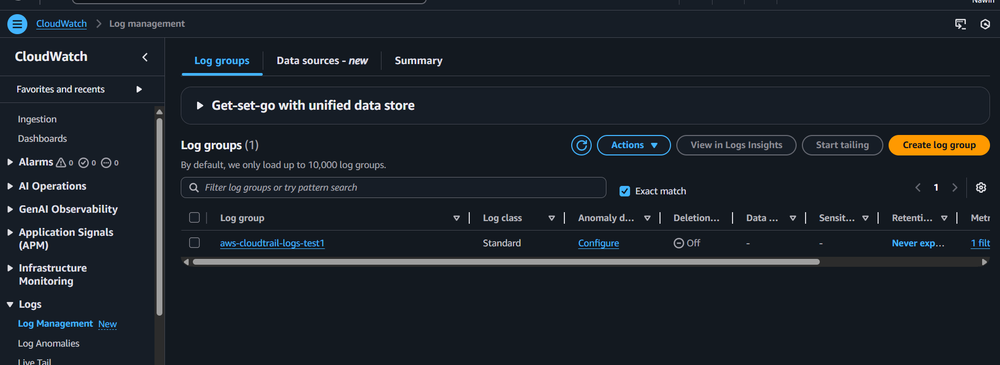 Nawin
CloudWatch > Log management
CloudWatch
Favorites and recents
Ingestion
Dashboards
Alarms 0 0 0
AI Operations
GenAI Observability
Application Signals
(APM)
Infrastructure
Monitoring
Logs
Log Management New
Log Anomalies
Live Tail
Log groups
Data sources - new
Summary
Get-set-go with unified data store
Log groups (1)
Actions
View in Logs Insights
Start tailing
Create log group
By default, we only load up to 10,000 log groups.
Filter log groups or try pattern search
Exact match
1
Log group Log class Anomaly d... Deletion... Data ... Sensit... Retenti... Metr
aws-cloudtrail-logs-test1 Standard Configure Off - - Never exp... 1 filt